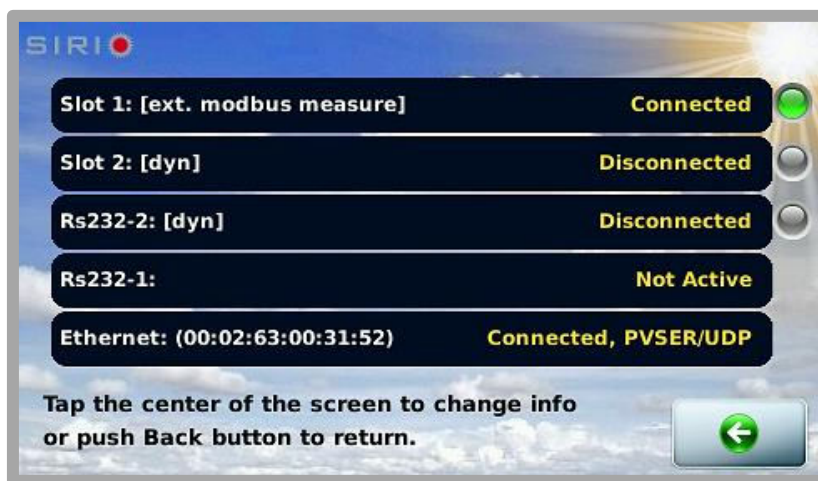 SIRIO
Slot 1: [ext. modbus measure] Connected
Slot 2: [dyn] Disconnected
Rs232-2: [dyn] Disconnected
Rs232-1: Not Active
Ethernet: (00:02:63:00:31:52) Connected, PVSER/UDP
Tap the center of the screen to change info
or push Back button to return.